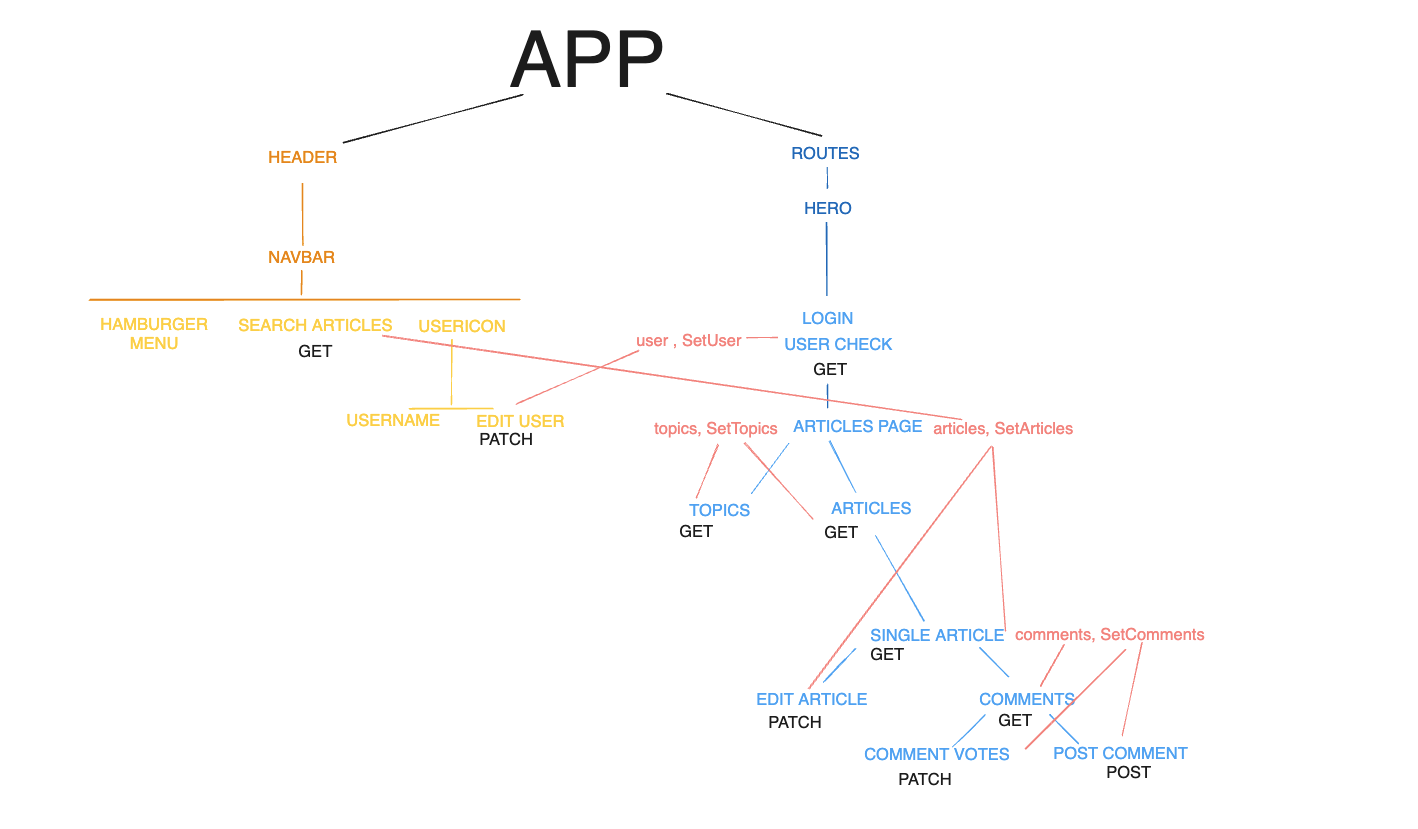 APP
HEADER
ROUTES
HERO
NAVBAR
HAMBURGER
MENU
SEARCH ARTICLES
GET
USERICON
USERNAME
EDIT USER
PATCH
user , SetUser
LOGIN
USER CHECK
GET
topics, SetTopics
ARTICLES PAGE
articles, SetArticles
TOPICS
GET
ARTICLES
GET
SINGLE ARTICLE
GET
comments, SetComments
EDIT ARTICLE
PATCH
COMMENTS
GET
COMMENT VOTES
PATCH
POST COMMENT
POST